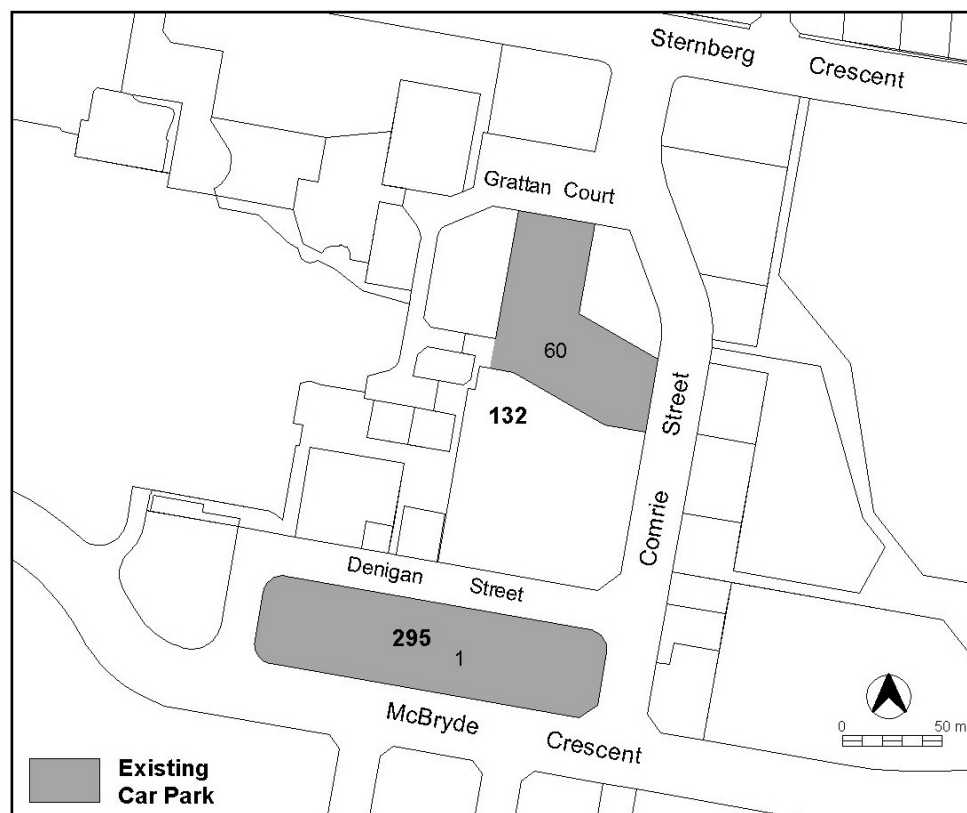 Sternberg Crescent
Grattan Court
60
132
Comrie Street
Denigan Street
295
1
McBryde Crescent
0 50 m
Existing
Car Park